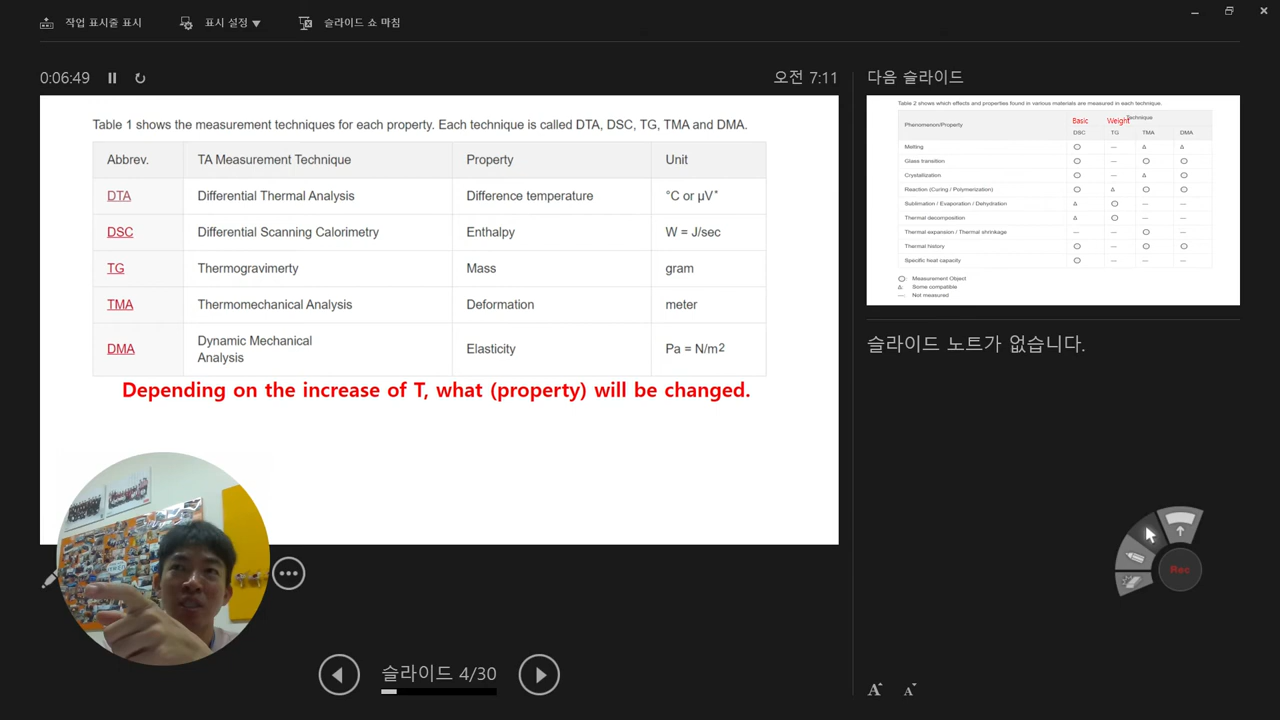 작업 표시줄 표시
표시 설정 ▼
슬라이드 쇼 마침
0:06:49
오전 7:11
다음 슬라이드
Table 1 shows the measurement techniques for each property. Each technique is called DTA, DSC, TG, TMA and DMA.
Abbrev. TA Measurement Technique Property Unit
DTA Differential Thermal Analysis Difference temperature °C or μV*
DSC Differential Scanning Calorimetry Enthalpy W = J/sec
TG Thermogravimerty Mass gram
TMA Thermomechanical Analysis Deformation meter
DMA Dynamic Mechanical Analysis Elasticity Pa = N/m2
Depending on the increase of T, what (property) will be changed.
Table 2 shows which effects and properties found in various materials are measured in each technique.
Phenomenon/Property Technique
Basic Weight
DSC TG TMA DMA
Melting ○ — △ △
Glass transition ○ — ○ ○
Crystallization ○ — △ ○
Reaction (Curing / Polymerization) ○ △ ○ ○
Sublimation / Evaporation / Dehydration △ ○ — —
Thermal decomposition △ ○ — —
Thermal expansion / Thermal shrinkage — — ○ —
Thermal history ○ — ○ ○
Specific heat capacity ○ — — —
○: Measurement Object
△: Some compatible
—: Not measured
슬라이드 노트가 없습니다.
Rec
슬라이드 4/30
A A